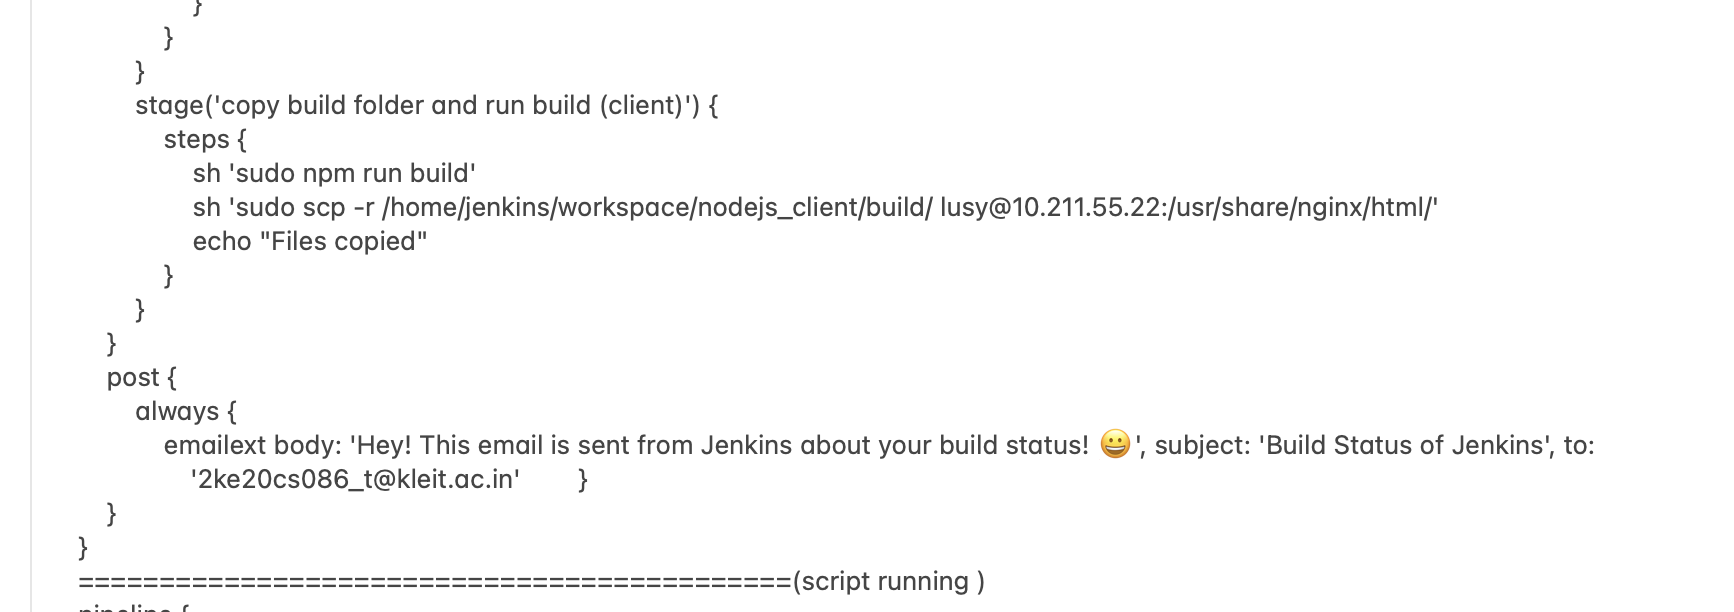 }
}
}
stage('copy build folder and run build (client)') {
steps {
sh 'sudo npm run build'
sh 'sudo scp -r /home/jenkins/workspace/nodejs_client/build/ lusy@10.211.55.22:/usr/share/nginx/html/'
echo "Files copied"
}
}
}
post {
always {
emailext body: 'Hey! This email is sent from Jenkins about your build status! 😀', subject: 'Build Status of Jenkins', to:
'2ke20cs086_t@kleit.ac.in' }
}
}
============================================(script running )
pipeline {